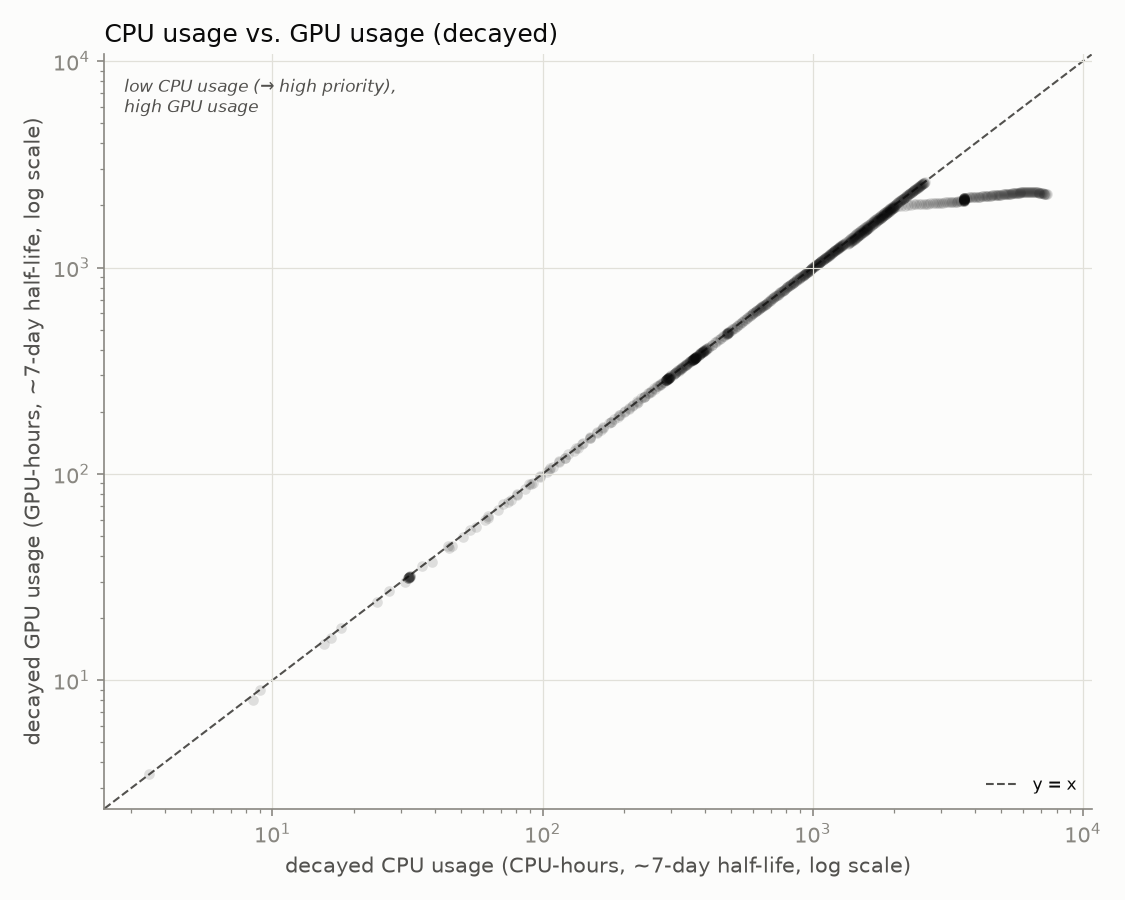 CPU usage vs. GPU usage (decayed)
low CPU usage (→ high priority),
high GPU usage
decayed GPU usage (GPU-hours, ~7-day half-life, log scale)
10⁴
10³
10²
10¹
y = x
10¹
10²
10³
10⁴
decayed CPU usage (CPU-hours, ~7-day half-life, log scale)